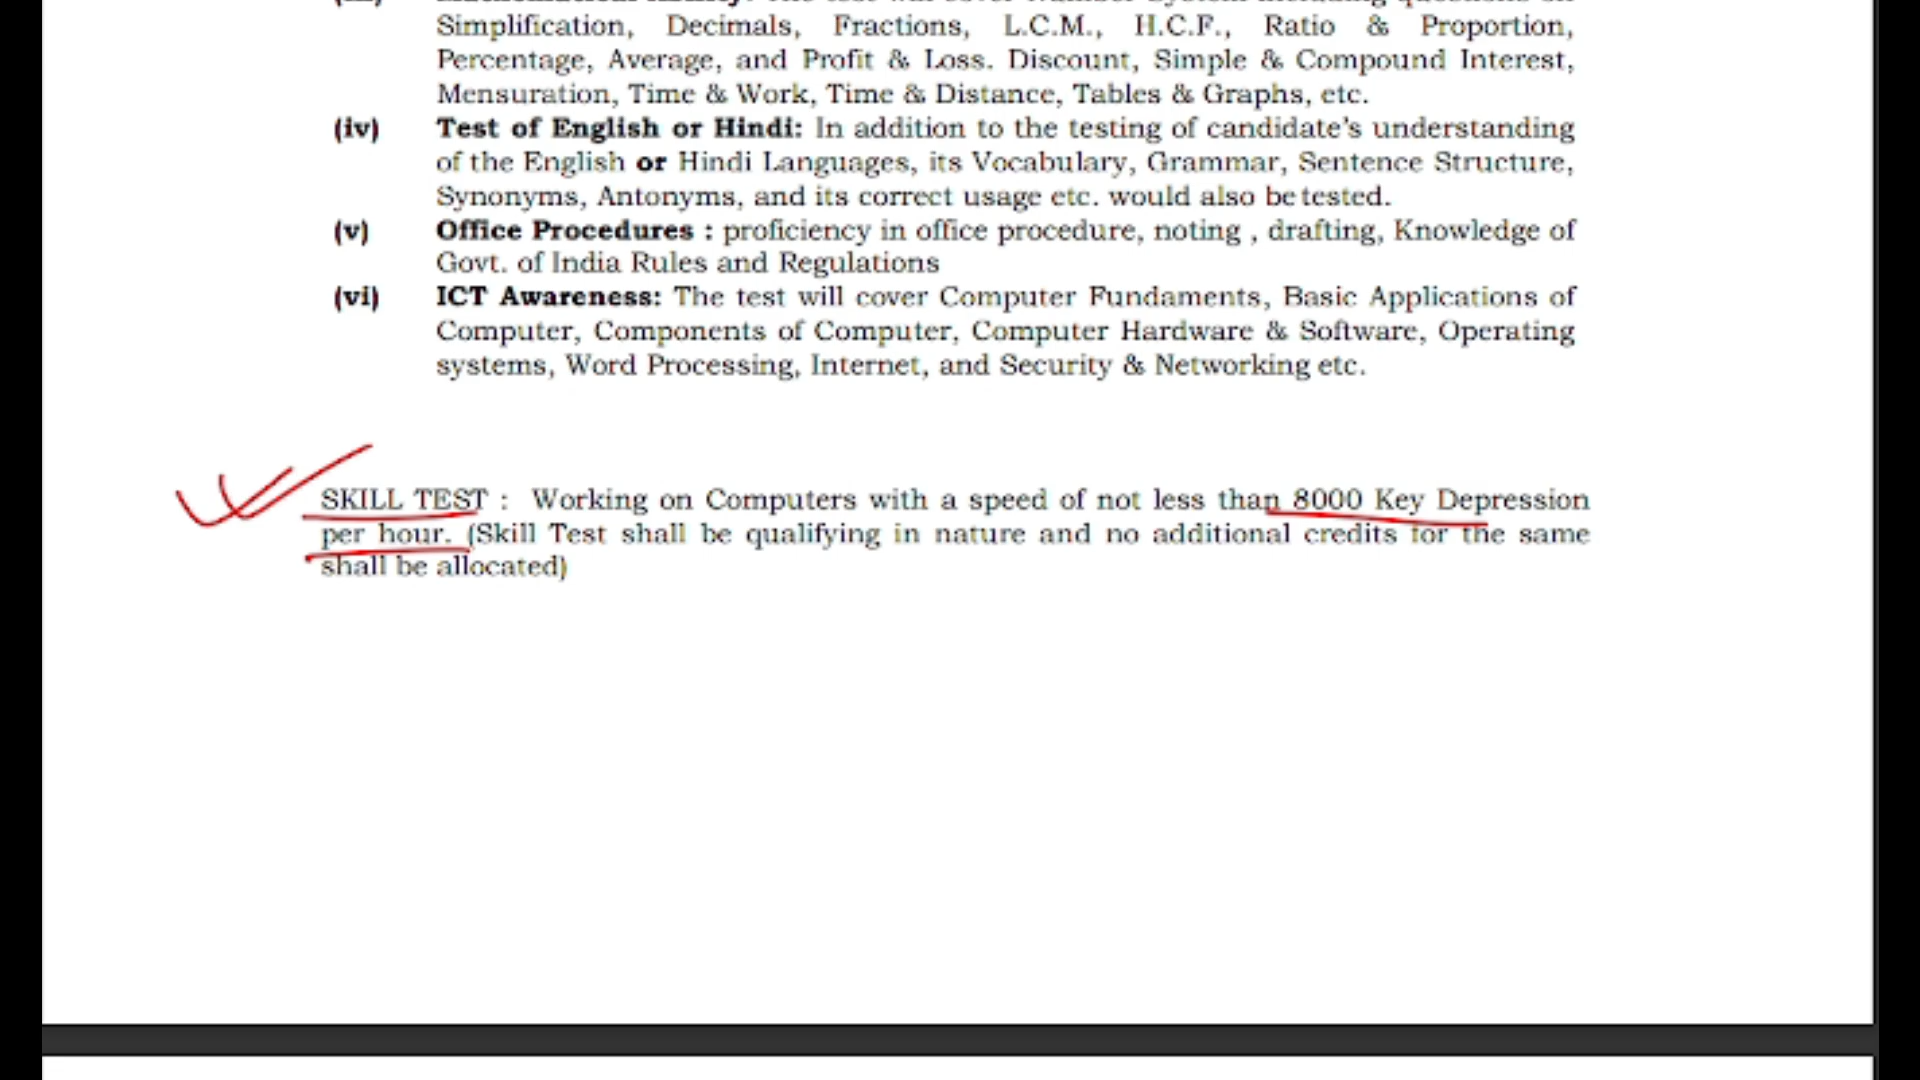 Simplification, Decimals, Fractions, L.C.M., H.C.F., Ratio & Proportion,
Percentage, Average, and Profit & Loss. Discount, Simple & Compound Interest,
Mensuration, Time & Work, Time & Distance, Tables & Graphs, etc.
(iv) Test of English or Hindi: In addition to the testing of candidate's understanding
of the English or Hindi Languages, its Vocabulary, Grammar, Sentence Structure,
Synonyms, Antonyms, and its correct usage etc. would also be tested.
(v) Office Procedures : proficiency in office procedure, noting , drafting, Knowledge of
Govt. of India Rules and Regulations
(vi) ICT Awareness: The test will cover Computer Fundaments, Basic Applications of
Computer, Components of Computer, Computer Hardware & Software, Operating
systems, Word Processing, Internet, and Security & Networking etc.
SKILL TEST : Working on Computers with a speed of not less than 8000 Key Depression
per hour. (Skill Test shall be qualifying in nature and no additional credits for the same
shall be allocated)